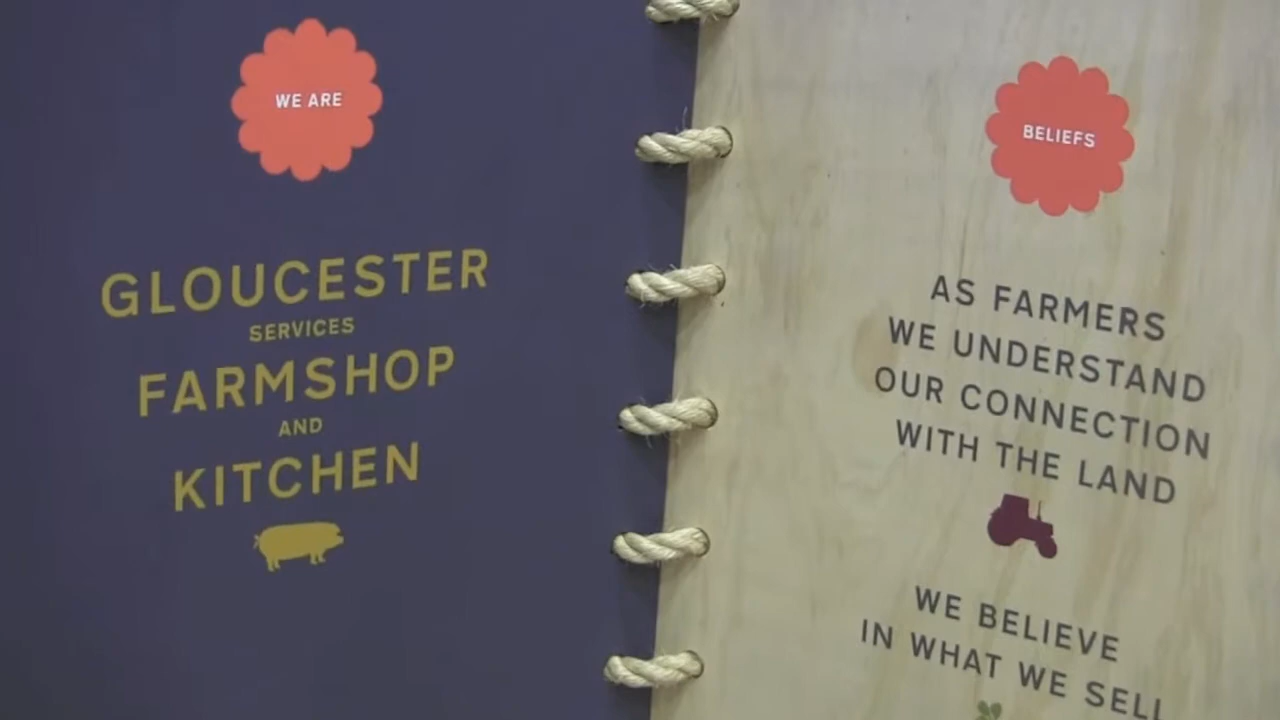 WE ARE
GLOUCESTER
SERVICES
FARMSHOP
AND
KITCHEN
BELIEFS
AS FARMERS
WE UNDERSTAND
OUR CONNECTION
WITH THE LAND
WE BELIEVE
IN WHAT WE SELL